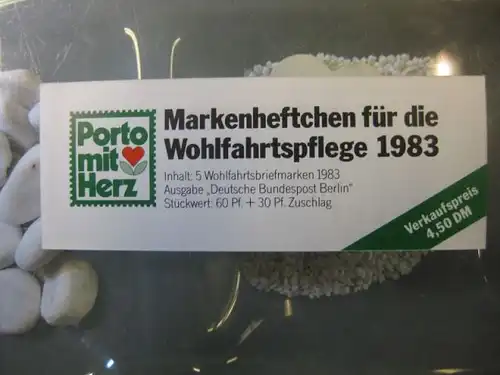 Porto
mit
Herz
Markenheftchen für die
Wohlfahrtspflege 1983
Inhalt: 5 Wohlfahrtsbriefmarken 1983
Ausgabe „Deutsche Bundespost Berlin"
Stückwert: 60 Pf. + 30 Pf. Zuschlag
Verkaufspreis
4,50 DM